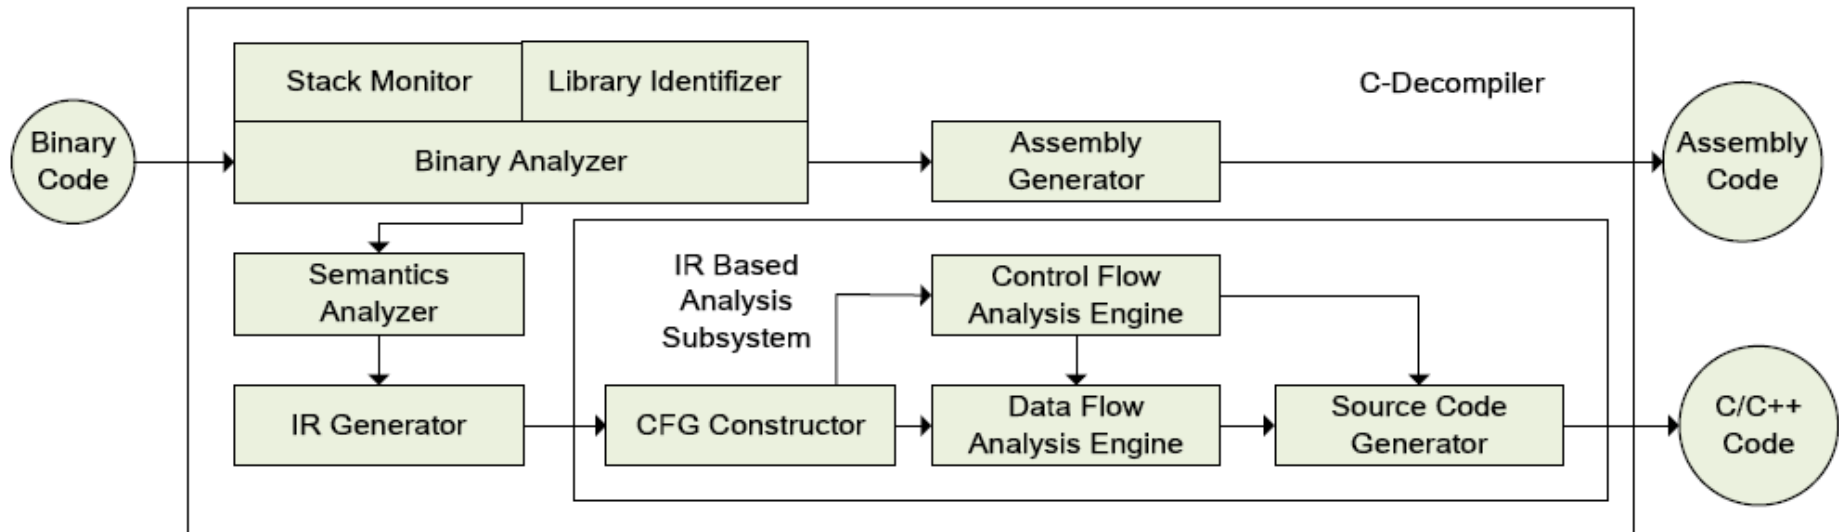 Stack Monitor
Library Identifizer
C-Decompiler
Binary
Code
Binary Analyzer
Assembly
Generator
Assembly
Code
Semantics
Analyzer
IR Based
Analysis
Subsystem
Control Flow
Analysis Engine
IR Generator
CFG Constructor
Data Flow
Analysis Engine
Source Code
Generator
C/C++
Code